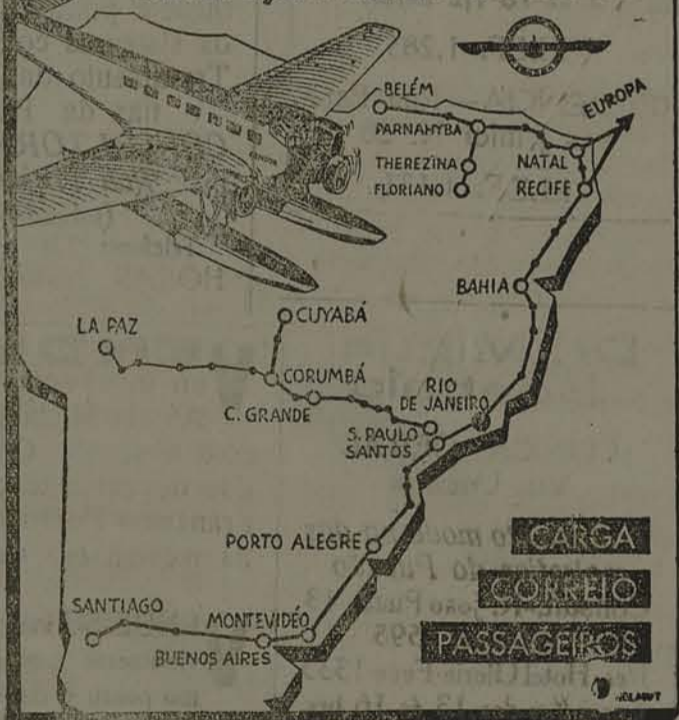 BELÉM
EUROPA
PARNAHYBA
THEREZINA
NATAL
FLORIANO
RECIFE
BAHIA
CUYABÁ
LA PAZ
CORUMBÁ
RIO
DE JANEIRO
C. GRANDE
S. PAULO
SANTOS
PORTO ALEGRE
CARGA
CORREIO
SANTIAGO
MONTEVIDÉO
PASSAGEIROS
BUENOS AIRES